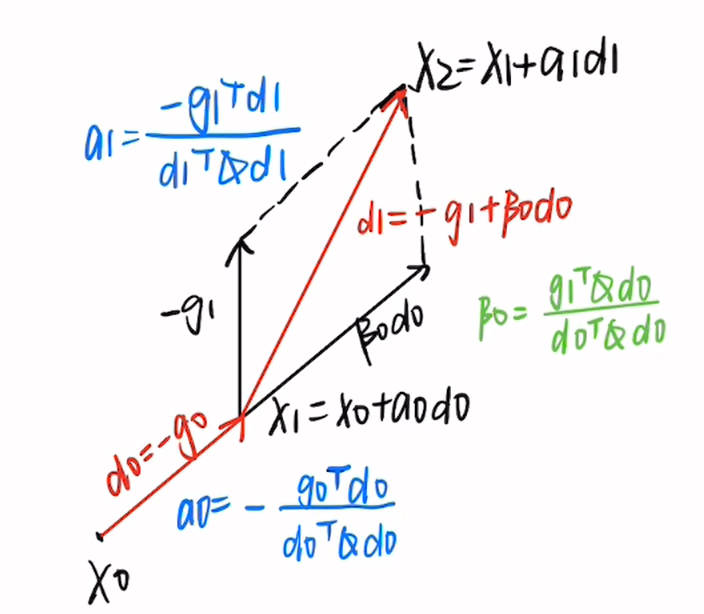 x2=x1+a1d1
a1= -g1ᵀd1 / d1ᵀQd1
d1=-g1+β0d0
-g1
β0d0
β0= g1ᵀQd0 / d0ᵀQd0
x1=x0+a0d0
d0=-g0
a0= - g0ᵀd0 / d0ᵀQd0
x0